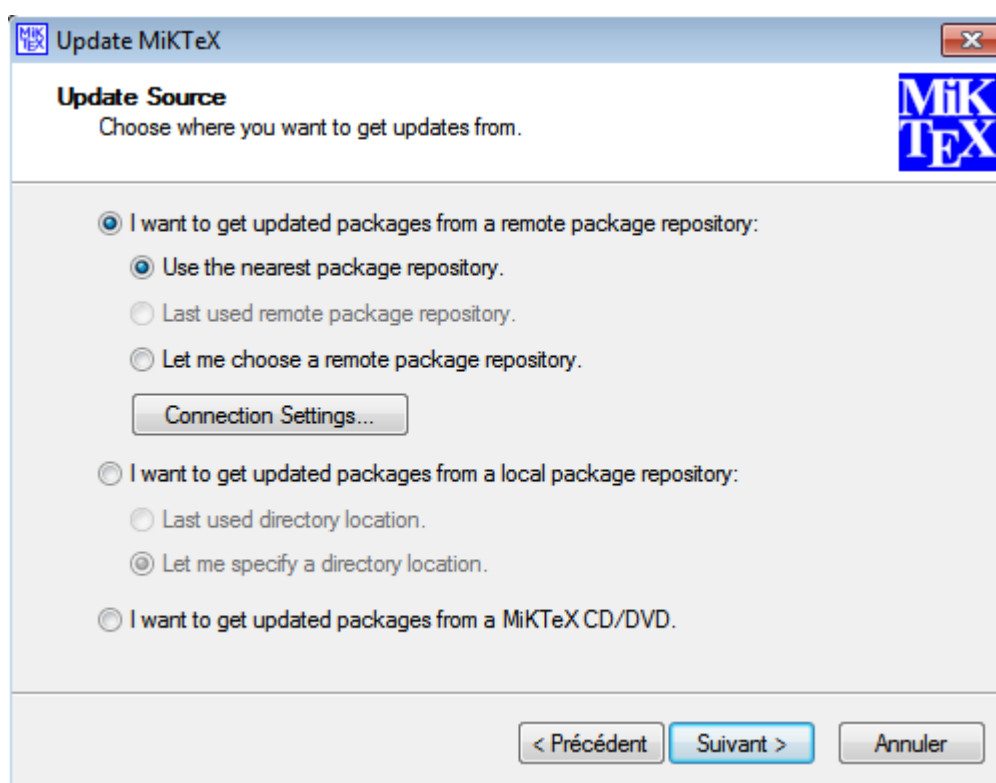 MiK
TEX
Update MiKTeX
Update Source
Choose where you want to get updates from.
MiK
TEX
I want to get updated packages from a remote package repository:
Use the nearest package repository.
Last used remote package repository.
Let me choose a remote package repository.
Connection Settings...
I want to get updated packages from a local package repository:
Last used directory location.
Let me specify a directory location.
I want to get updated packages from a MiKTeX CD/DVD.
< Précédent
Suivant >
Annuler